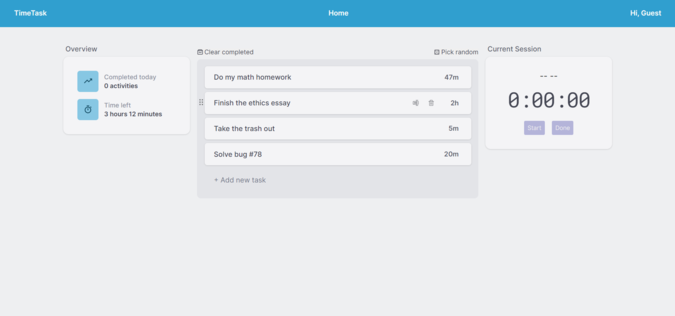 TimeTask
Home
Hi, Guest
Overview
Completed today
0 activities
Time left
3 hours 12 minutes
Clear completed
Pick random
Do my math homework 47m
Finish the ethics essay 2h
Take the trash out 5m
Solve bug #78 20m
+ Add new task
Current Session
-- --
0:00:00
Start Done